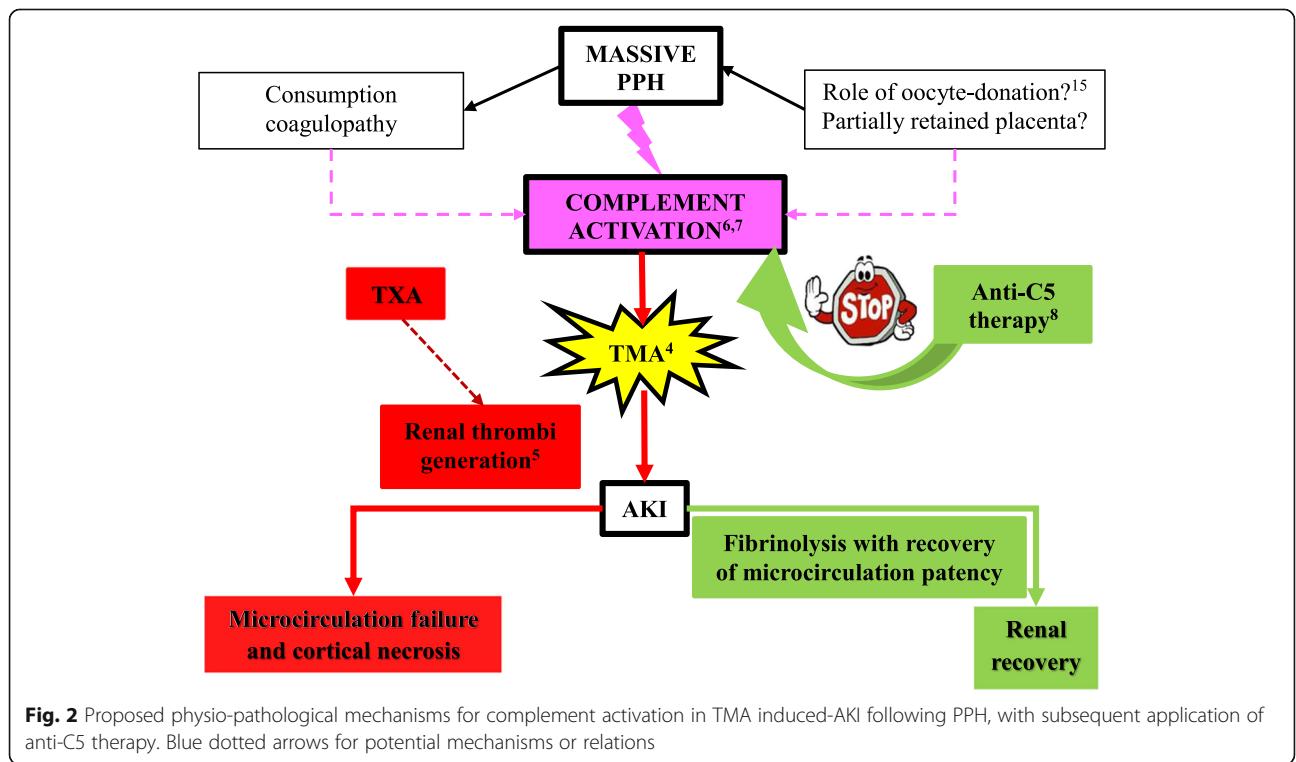 MASSIVE
PPH
Consumption
coagulopathy
Role of oocyte-donation?15
Partially retained placenta?
COMPLEMENT
ACTIVATION6,7
TXA
STOP
Anti-C5
therapy8
TMA4
Renal thrombi
generation5
AKI
Fibrinolysis with recovery
of microcirculation patency
Microcirculation failure
and cortical necrosis
Renal
recovery
Fig. 2 Proposed physio-pathological mechanisms for complement activation in TMA induced-AKI following PPH, with subsequent application of
anti-C5 therapy. Blue dotted arrows for potential mechanisms or relations